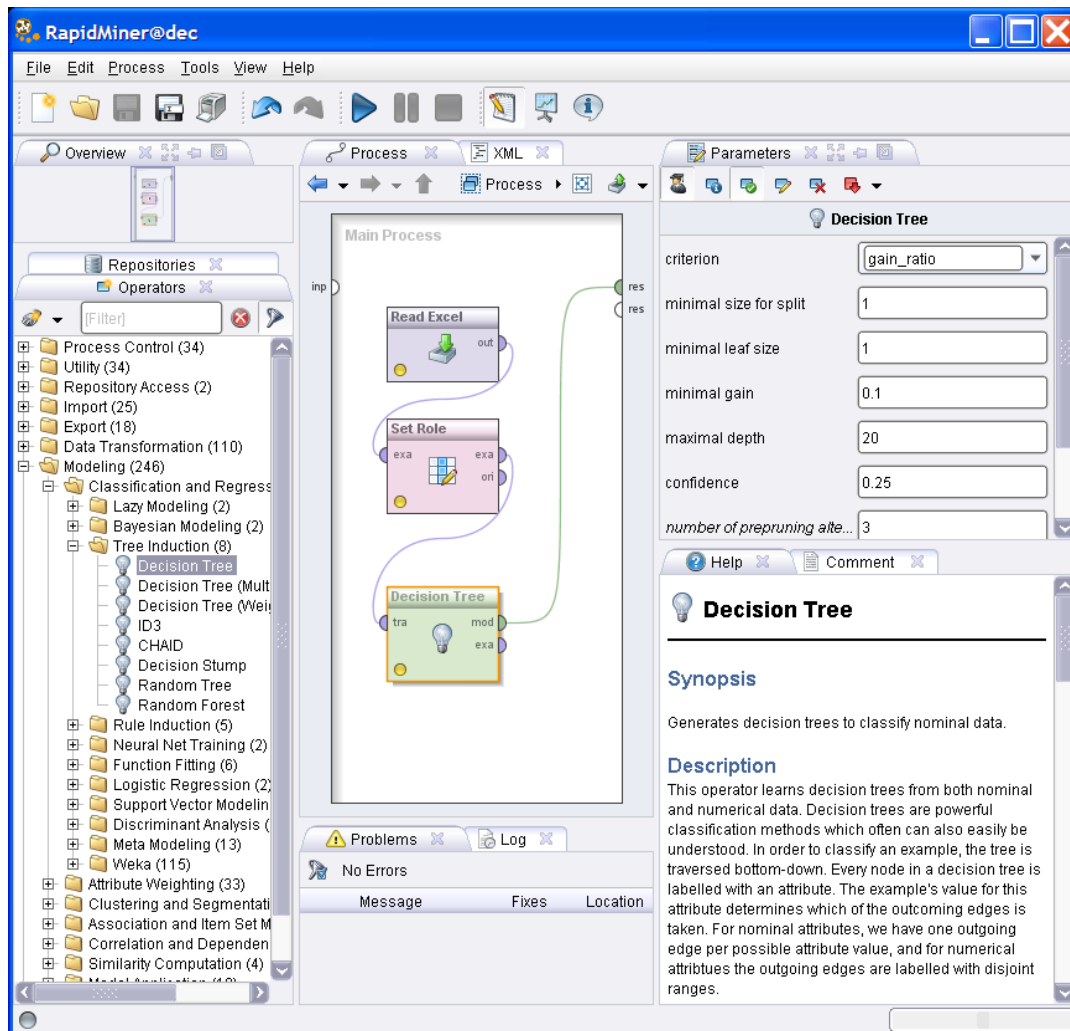 RapidMiner@dec
File Edit Process Tools View Help
Overview
Repositories
Operators
[Filter]
Process Control (34)
Utility (34)
Repository Access (2)
Import (25)
Export (18)
Data Transformation (110)
Modeling (246)
Classification and Regress
Lazy Modeling (2)
Bayesian Modeling (2)
Tree Induction (8)
Decision Tree
Decision Tree (Mult
Decision Tree (Wei
ID3
CHAID
Decision Stump
Random Tree
Random Forest
Rule Induction (5)
Neural Net Training (2)
Function Fitting (6)
Logistic Regression (2)
Support Vector Modelin
Discriminant Analysis (
Meta Modeling (13)
Weka (115)
Attribute Weighting (33)
Clustering and Segmentati
Association and Item Set M
Correlation and Dependen
Similarity Computation (4)
Process XML
Process
Main Process
inp
res
res
Read Excel
out
Set Role
exa exa
ori
Decision Tree
tra mod
exa
Problems Log
No Errors
Message Fixes Location
Parameters
Decision Tree
criterion gain_ratio
minimal size for split 1
minimal leaf size 1
minimal gain 0.1
maximal depth 20
confidence 0.25
number of prepruning alte... 3
Help Comment
Decision Tree
Synopsis
Generates decision trees to classify nominal data.
Description
This operator learns decision trees from both nominal
and numerical data. Decision trees are powerful
classification methods which often can also easily be
understood. In order to classify an example, the tree is
traversed bottom-down. Every node in a decision tree is
labelled with an attribute. The example's value for this
attribute determines which of the outcoming edges is
taken. For nominal attributes, we have one outgoing
edge per possible attribute value, and for numerical
attribtues the outgoing edges are labelled with disjoint
ranges.